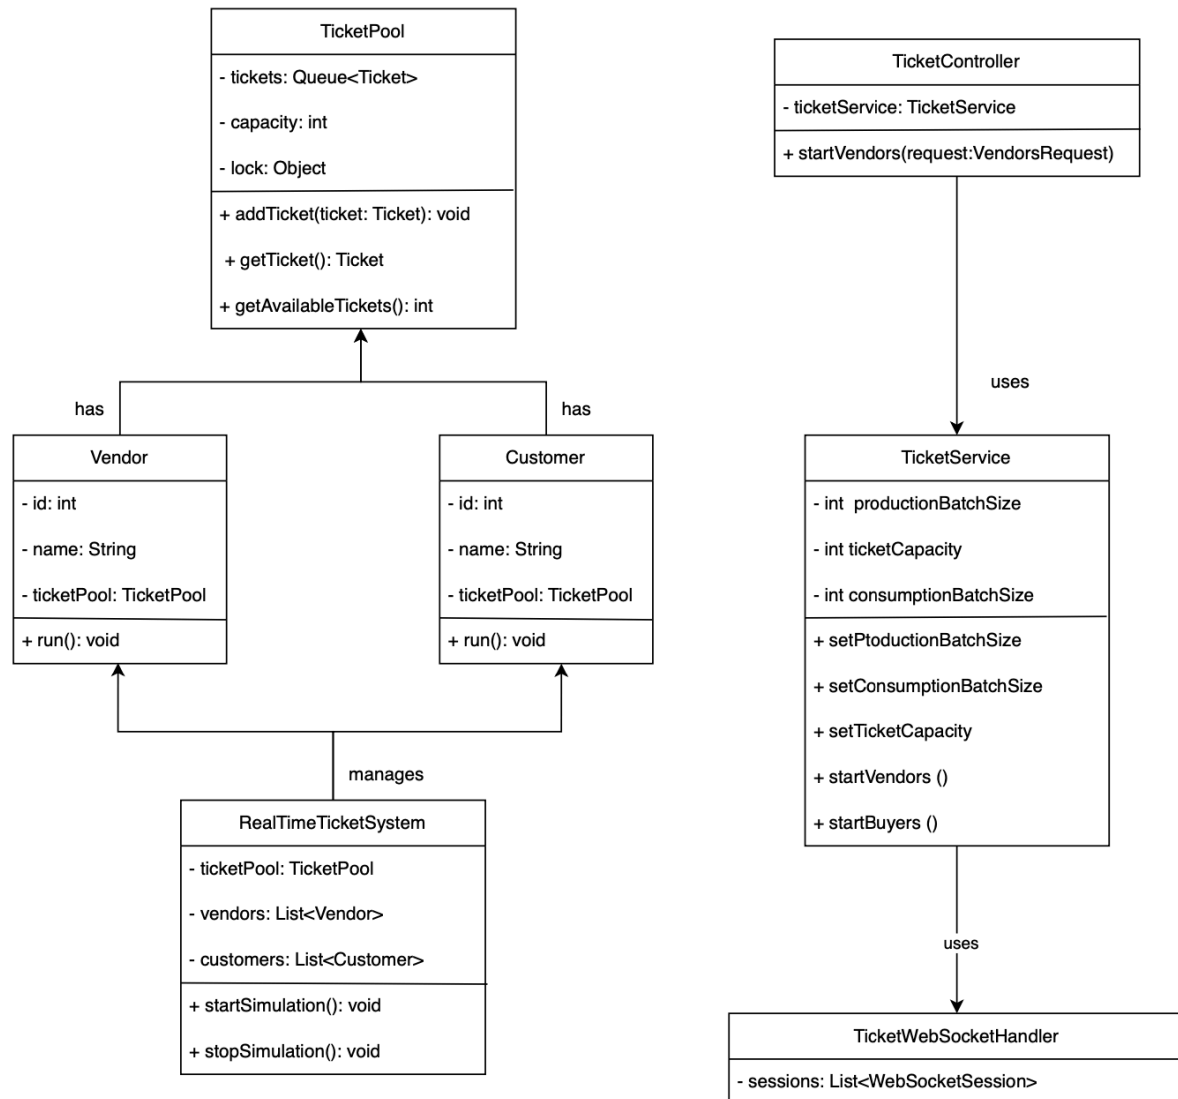 TicketPool
- tickets: Queue<Ticket>
- capacity: int
- lock: Object
+ addTicket(ticket: Ticket): void
+ getTicket(): Ticket
+ getAvailableTickets(): int
has
has
Vendor
- id: int
- name: String
- ticketPool: TicketPool
+ run(): void
Customer
- id: int
- name: String
- ticketPool: TicketPool
+ run(): void
manages
RealTimeTicketSystem
- ticketPool: TicketPool
- vendors: List<Vendor>
- customers: List<Customer>
+ startSimulation(): void
+ stopSimulation(): void
TicketController
- ticketService: TicketService
+ startVendors(request:VendorsRequest)
uses
TicketService
- int productionBatchSize
- int ticketCapacity
- int consumptionBatchSize
+ setPtoductionBatchSize
+ setConsumptionBatchSize
+ setTicketCapacity
+ startVendors ()
+ startBuyers ()
uses
TicketWebSocketHandler
- sessions: List<WebSocketSession>